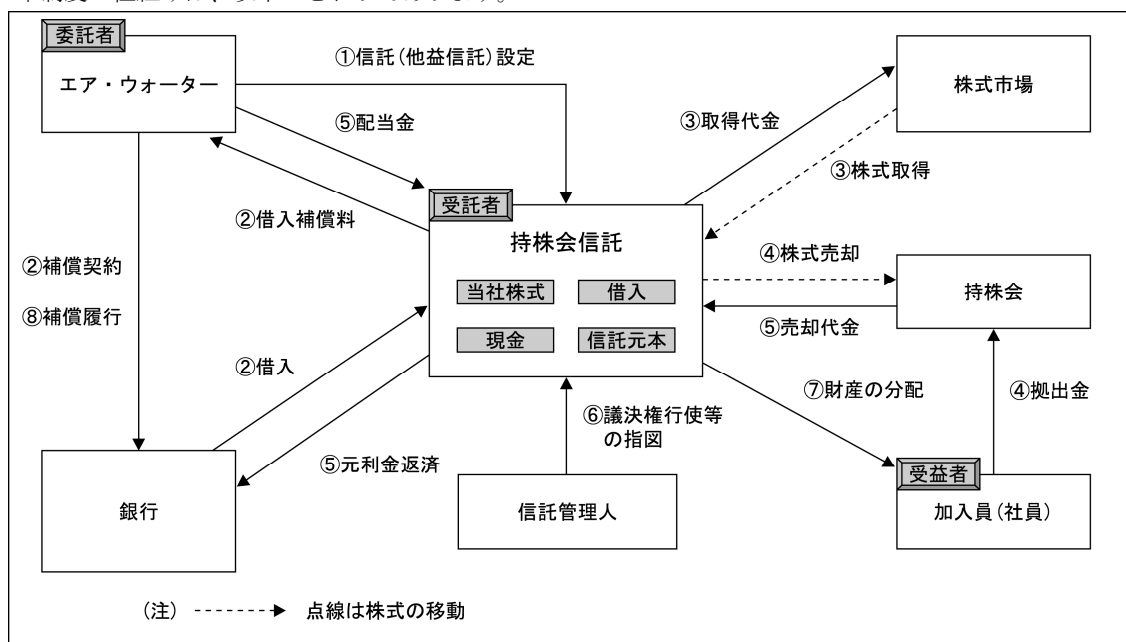 委託者
エア・ウォーター
①信託(他益信託)設定
株式市場
⑤配当金
③取得代金
③株式取得
受託者
②借入補償料
持株会信託
④株式売却
②補償契約
当社株式
借入
持株会
⑧補償履行
現金
信託元本
⑤売却代金
②借入
⑦財産の分配
④拠出金
⑥議決権行使等
の指図
⑤元利金返済
受益者
銀行
信託管理人
加入員(社員)
(注) 点線は株式の移動